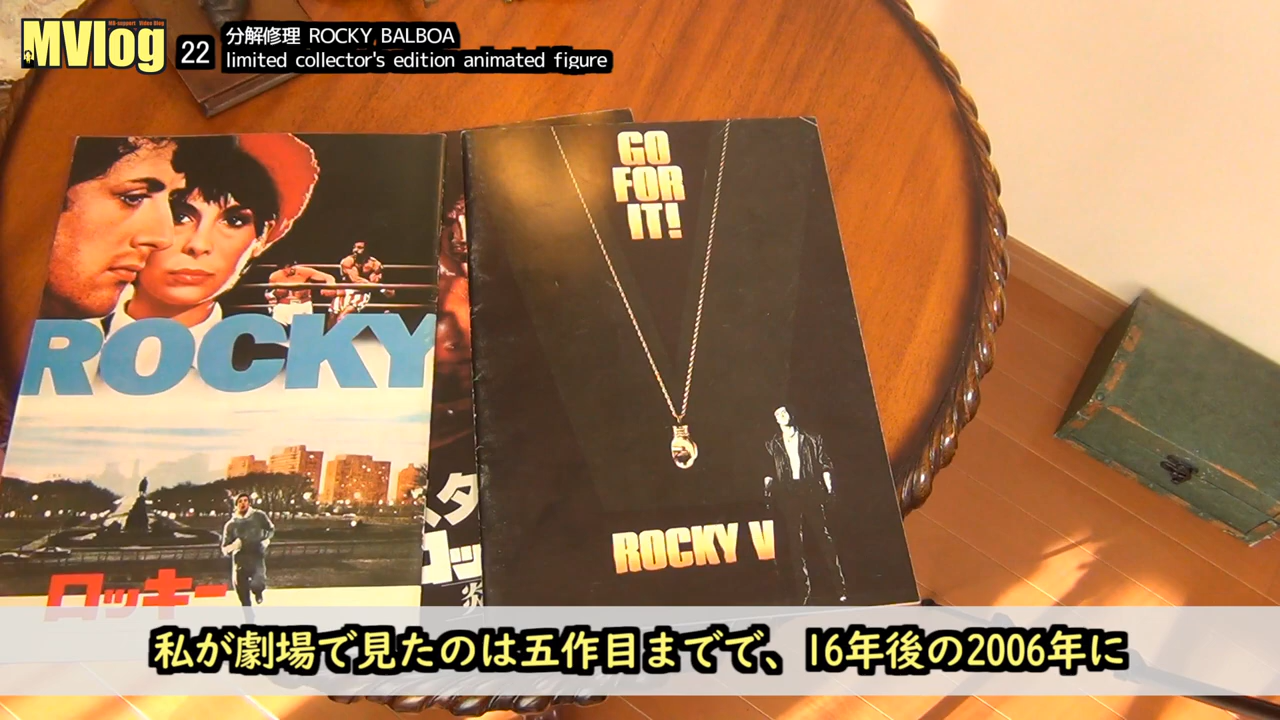 MVlog
22
分解修理 ROCKY BALBOA
limited collector's edition animated figure
GO
FOR
IT!
ROCKY
ロッキー
ROCKY V
私が劇場で見たのは五作目までで、16年後の2006年に